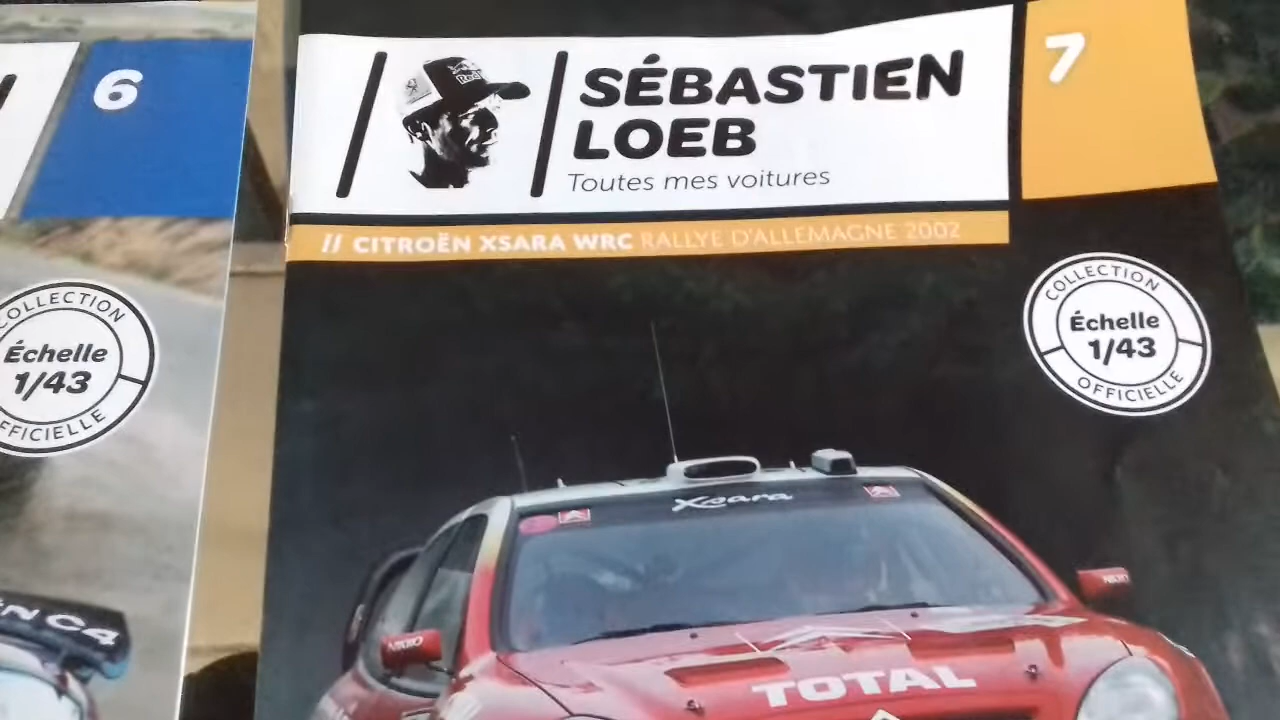 6
COLLECTION
Échelle
1/43
OFFICIELLE
N C4
SÉBASTIEN
LOEB
Toutes mes voitures
7
// CITROËN XSARA WRC RALLYE D'ALLEMAGNE 2002
COLLECTION
Échelle
1/43
OFFICIELLE
Xsara
TOTAL